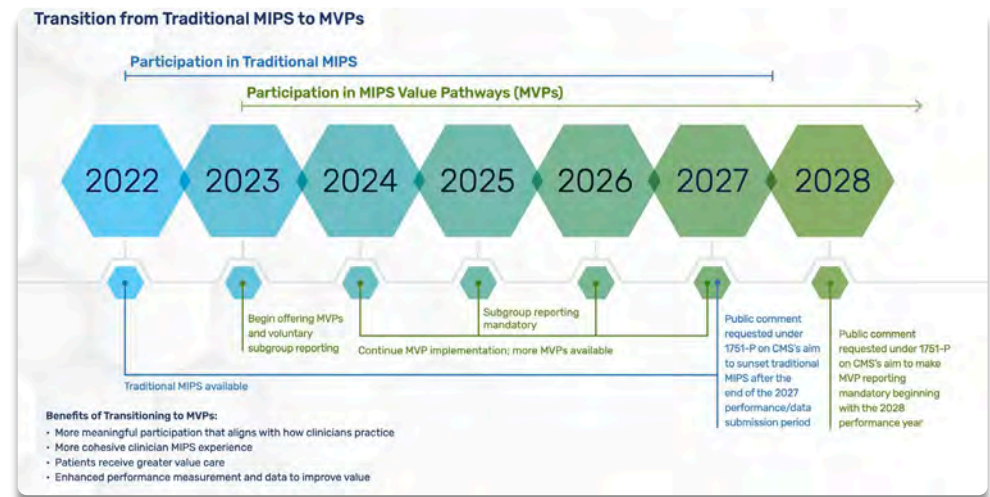 Transition from Traditional MIPS to MVPs
Participation in Traditional MIPS
Participation in MIPS Value Pathways (MVPs)
2022
2023
2024
2025
2026
2027
2028
Begin offering MVPs
and voluntary
subgroup reporting
Subgroup reporting
mandatory
Continue MVP implementation; more MVPs available
Traditional MIPS available
Public comment
requested under
1751-P on CMS's aim
to sunset traditional
MIPS after the
end of the 2027
performance/data
submission period
Public comment
requested under 1751-P
on CMS's aim to make
MVP reporting
mandatory beginning
with the 2028
performance year
Benefits of Transitioning to MVPs:
• More meaningful participation that aligns with how clinicians practice
• More cohesive clinician MIPS experience
• Patients receive greater value care
• Enhanced performance measurement and data to improve value